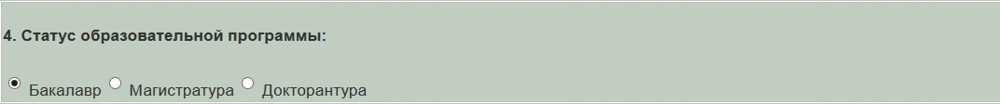 4. Статус образовательной программы:
Бакалавр Магистратура Докторантура